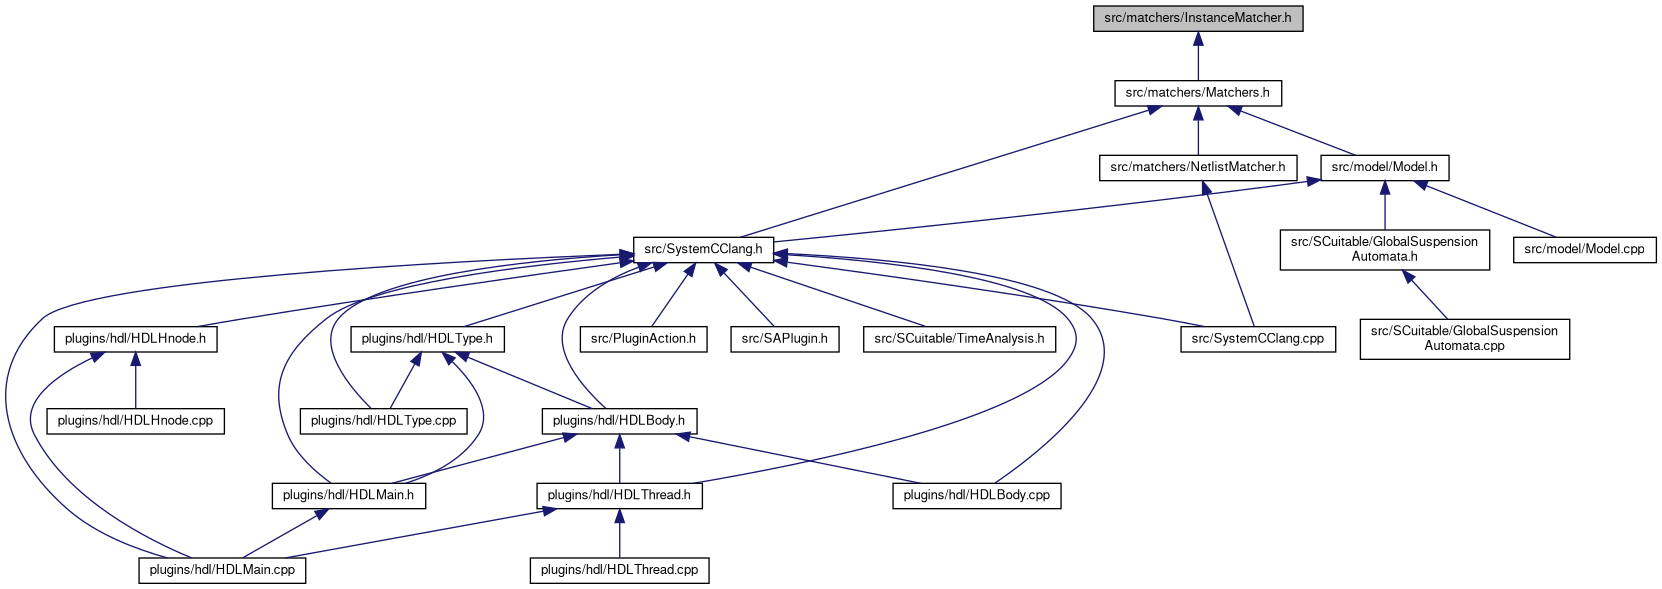 src/matchers/InstanceMatcher.h
src/matchers/Matchers.h
src/matchers/NetlistMatcher.h
src/model/Model.h
src/SystemCClang.h
src/SCuitable/GlobalSuspension
Automata.h
src/model/Model.cpp
plugins/hdl/HDLHnode.h
plugins/hdl/HDLType.h
src/PluginAction.h
src/SAPlugin.h
src/SCuitable/TimeAnalysis.h
src/SystemCClang.cpp
src/SCuitable/GlobalSuspension
Automata.cpp
plugins/hdl/HDLHnode.cpp
plugins/hdl/HDLType.cpp
plugins/hdl/HDLBody.h
plugins/hdl/HDLMain.h
plugins/hdl/HDLThread.h
plugins/hdl/HDLBody.cpp
plugins/hdl/HDLMain.cpp
plugins/hdl/HDLThread.cpp